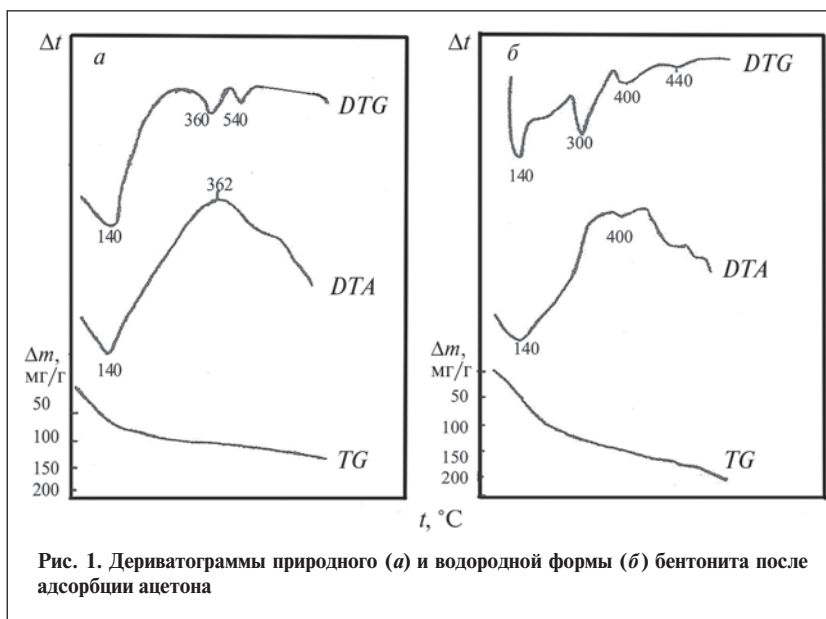 Δt
а
DTG
360
540
140
362
DTA
140
Δm,
мг/г
50
100
150
200
TG
Δt
б
DTG
400
440
300
140
400
DTA
140
Δm,
мг/г
50
100
150
200
TG
t, °C
Рис. 1. Дериватограммы природного (а) и водородной формы (б) бентонита после
адсорбции ацетона